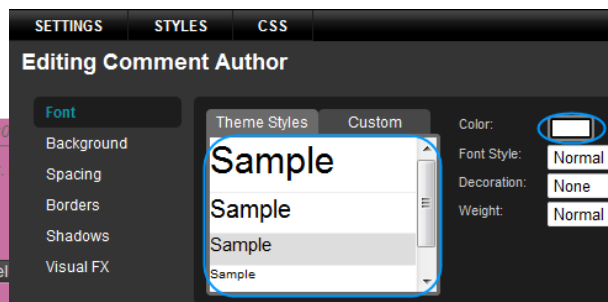 SETTINGS STYLES CSS
Editing Comment Author
Font
Background
Spacing
Borders
Shadows
Visual FX
Theme Styles Custom
Sample
Sample
Sample
Sample
Color:
Font Style: Normal
Decoration: None
Weight: Normal